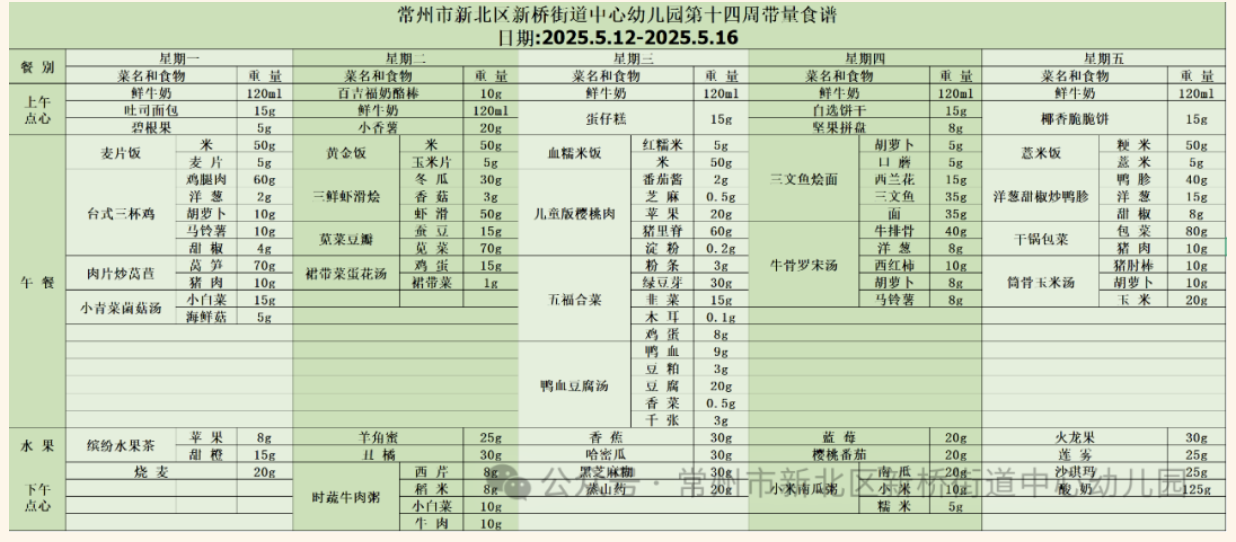 常州市新北区新桥街道中心幼儿园第十四周带量食谱
日期:2025.5.12-2025.5.16
餐 别 星期一 星期二 星期三 星期四 星期五
菜名和食物 重 量 菜名和食物 重 量 菜名和食物 重 量 菜名和食物 重 量 菜名和食物 重 量
上午点心 鲜牛奶 120ml 百吉福奶酪棒 10g 鲜牛奶 120ml 鲜牛奶 120ml 鲜牛奶 120ml
吐司面包 15g 鲜牛奶 120ml 蛋仔糕 15g 自选饼干 15g 椰香脆脆饼 15g
碧根果 5g 小香薯 20g 坚果拼盘 8g
午 餐 麦片饭 米 50g 黄金饭 米 50g 血糯米饭 红糯米 5g 三文鱼烩面 胡萝卜 5g 薏米饭 粳 米 50g
麦 片 5g 玉米片 5g 米 50g 口 蘑 5g 薏 米 5g
台式三杯鸡 鸡腿肉 60g 三鲜虾滑烩 冬 瓜 30g 儿童版樱桃肉 番茄酱 2g 西兰花 15g 洋葱甜椒炒鸭胗 鸭 胗 40g
洋 葱 2g 香 菇 3g 芝 麻 0.5g 三文鱼 35g 洋 葱 15g
胡萝卜 10g 虾 滑 50g 苹 果 20g 面 35g 甜 椒 8g
马铃薯 10g 苋菜豆瓣 蚕 豆 15g 猪里脊 60g 牛骨罗宋汤 牛排骨 40g 干锅包菜 包 菜 80g
甜 椒 4g 苋 菜 70g 淀 粉 0.2g 洋 葱 8g 猪 肉 10g
肉片炒莴苣 莴 笋 70g 裙带菜蛋花汤 鸡 蛋 15g 五福合菜 粉 条 3g 西红柿 10g 筒骨玉米汤 猪肘棒 10g
猪 肉 10g 裙带菜 1g 绿豆芽 30g 胡萝卜 8g 胡萝卜 10g
小青菜菌菇汤 小白菜 15g 韭 菜 15g 马铃薯 8g 玉 米 20g
海鲜菇 5g 木 耳 0.1g
鸡 蛋 8g
鸭血豆腐汤 鸭 血 9g
豆 粕 3g
豆 腐 20g
香 菜 0.5g
千 张 3g
水 果 缤纷水果茶 苹 果 8g 羊角蜜 25g 香 蕉 30g 蓝 莓 20g 火龙果 30g
甜 橙 15g 丑 橘 30g 哈密瓜 30g 樱桃番茄 20g 莲 雾 25g
下午点心 烧 麦 20g 时蔬牛肉粥 西 芹 8g 黑芝麻糊 30g 小米南瓜粥 南 瓜 20g 沙琪玛 25g
稻 米 8g 蒸山药 20g 小 米 10g 酸 奶 125g
小白菜 10g 糯 米 5g
牛 肉 10g
公众号·常州市新北区新桥街道中心幼儿园